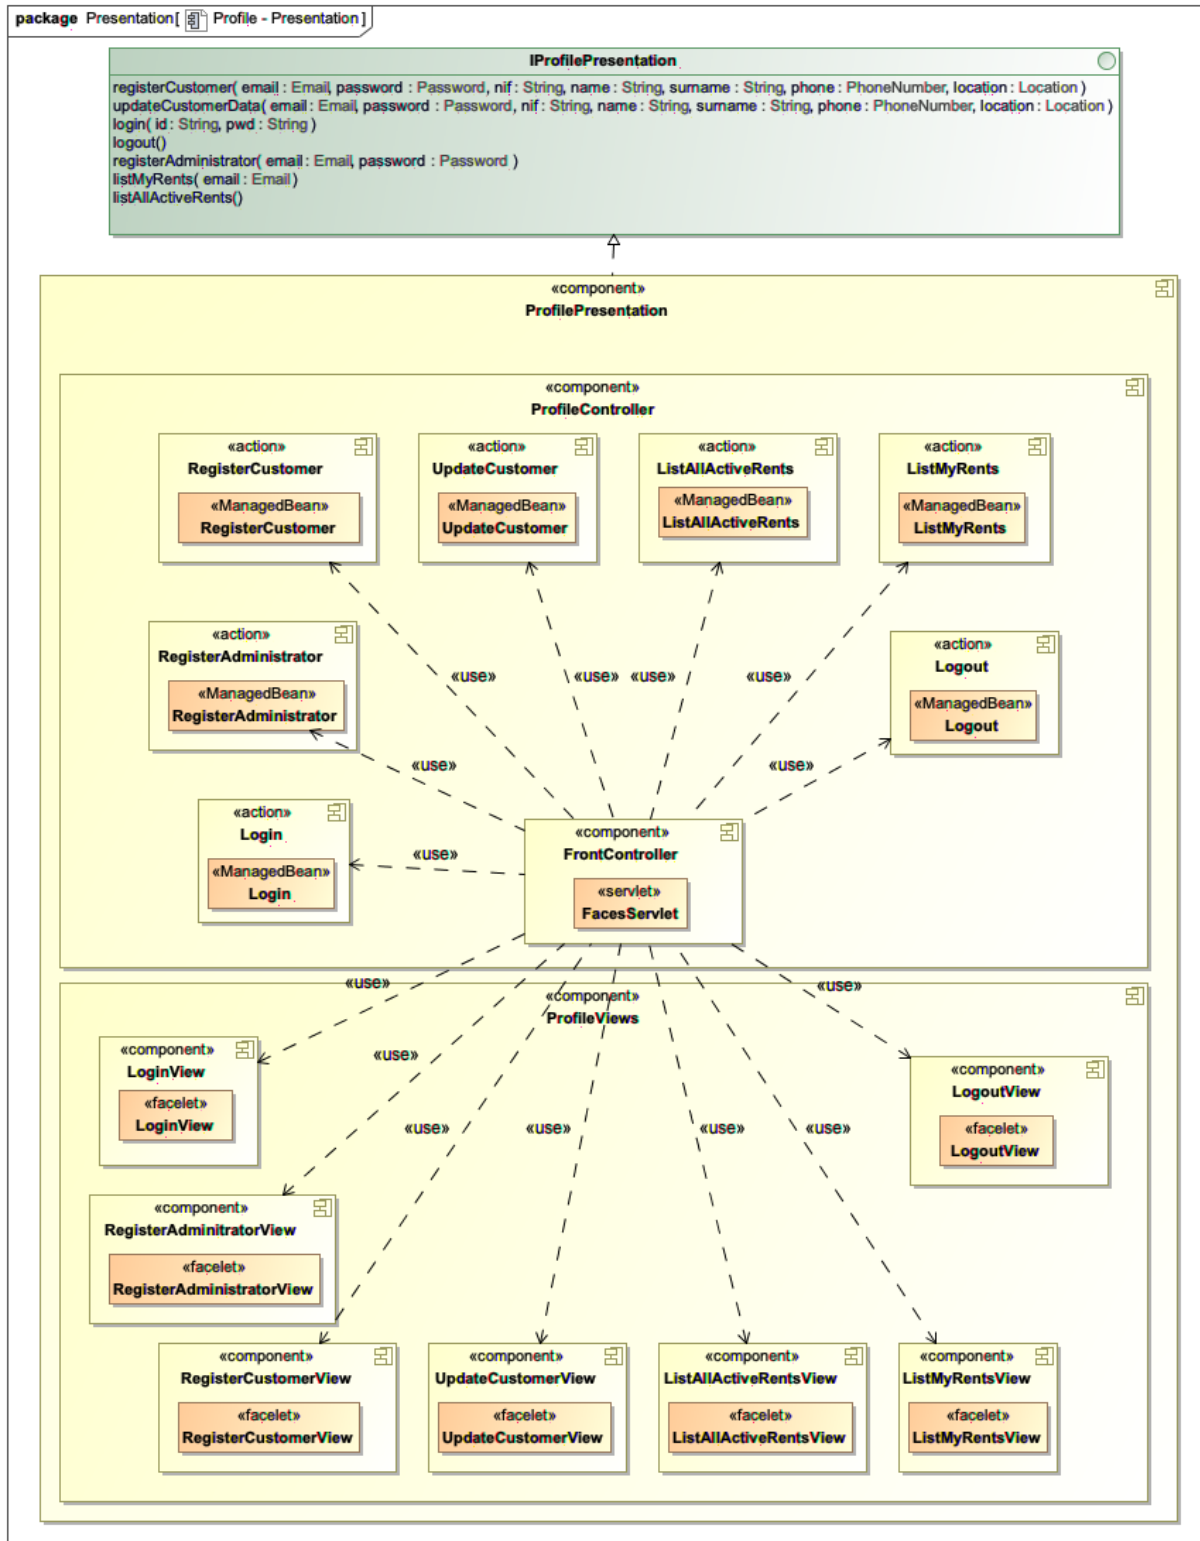 package Presentation[ Profile - Presentation ]
IProfilePresentation
registerCustomer( email : Email, password : Password, nif : String, name : String, surname : String, phone : PhoneNumber, location : Location )
updateCustomerData( email : Email, password : Password, nif : String, name : String, surname : String, phone : PhoneNumber, location : Location )
login( id : String, pwd : String )
logout()
registerAdministrator( email : Email, password : Password )
listMyRents( email : Email )
listAllActiveRents()
«component»
ProfilePresentation
«component»
ProfileController
«action»
RegisterCustomer
«ManagedBean»
RegisterCustomer
«action»
UpdateCustomer
«ManagedBean»
UpdateCustomer
«action»
ListAllActiveRents
«ManagedBean»
ListAllActiveRents
«action»
ListMyRents
«ManagedBean»
ListMyRents
«action»
RegisterAdministrator
«ManagedBean»
RegisterAdministrator
«action»
Logout
«ManagedBean»
Logout
«use»
«use»
«use»
«use»
«use»
«use»
«action»
Login
«ManagedBean»
Login
«use»
«component»
FrontController
«servlet»
FacesServlet
«use»
«use»
«component»
ProfileViews
«use»
«component»
LoginView
«facelet»
LoginView
«component»
LogoutView
«facelet»
LogoutView
«use»
«use»
«use»
«use»
«component»
RegisterAdminitratorView
«facelet»
RegisterAdministratorView
«component»
RegisterCustomerView
«facelet»
RegisterCustomerView
«component»
UpdateCustomerView
«facelet»
UpdateCustomerView
«component»
ListAllActiveRentsView
«facelet»
ListAllActiveRentsView
«component»
ListMyRentsView
«facelet»
ListMyRentsView